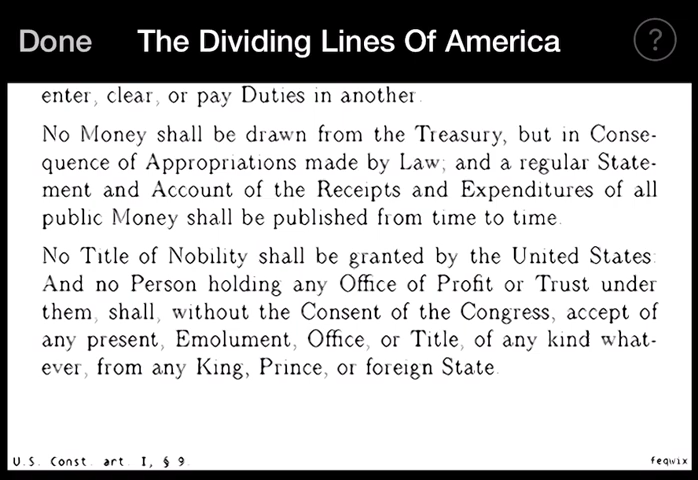 Done The Dividing Lines Of America ?
enter, clear, or pay Duties in another.
No Money shall be drawn from the Treasury, but in Conse-
quence of Appropriations made by Law; and a regular State-
ment and Account of the Receipts and Expenditures of all
public Money shall be published from time to time.
No Title of Nobility shall be granted by the United States:
And no Person holding any Office of Profit or Trust under
them, shall, without the Consent of the Congress, accept of
any present, Emolument, Office, or Title, of any kind what-
ever, from any King, Prince, or foreign State.
U.S. Const. art. I, § 9. feqwix